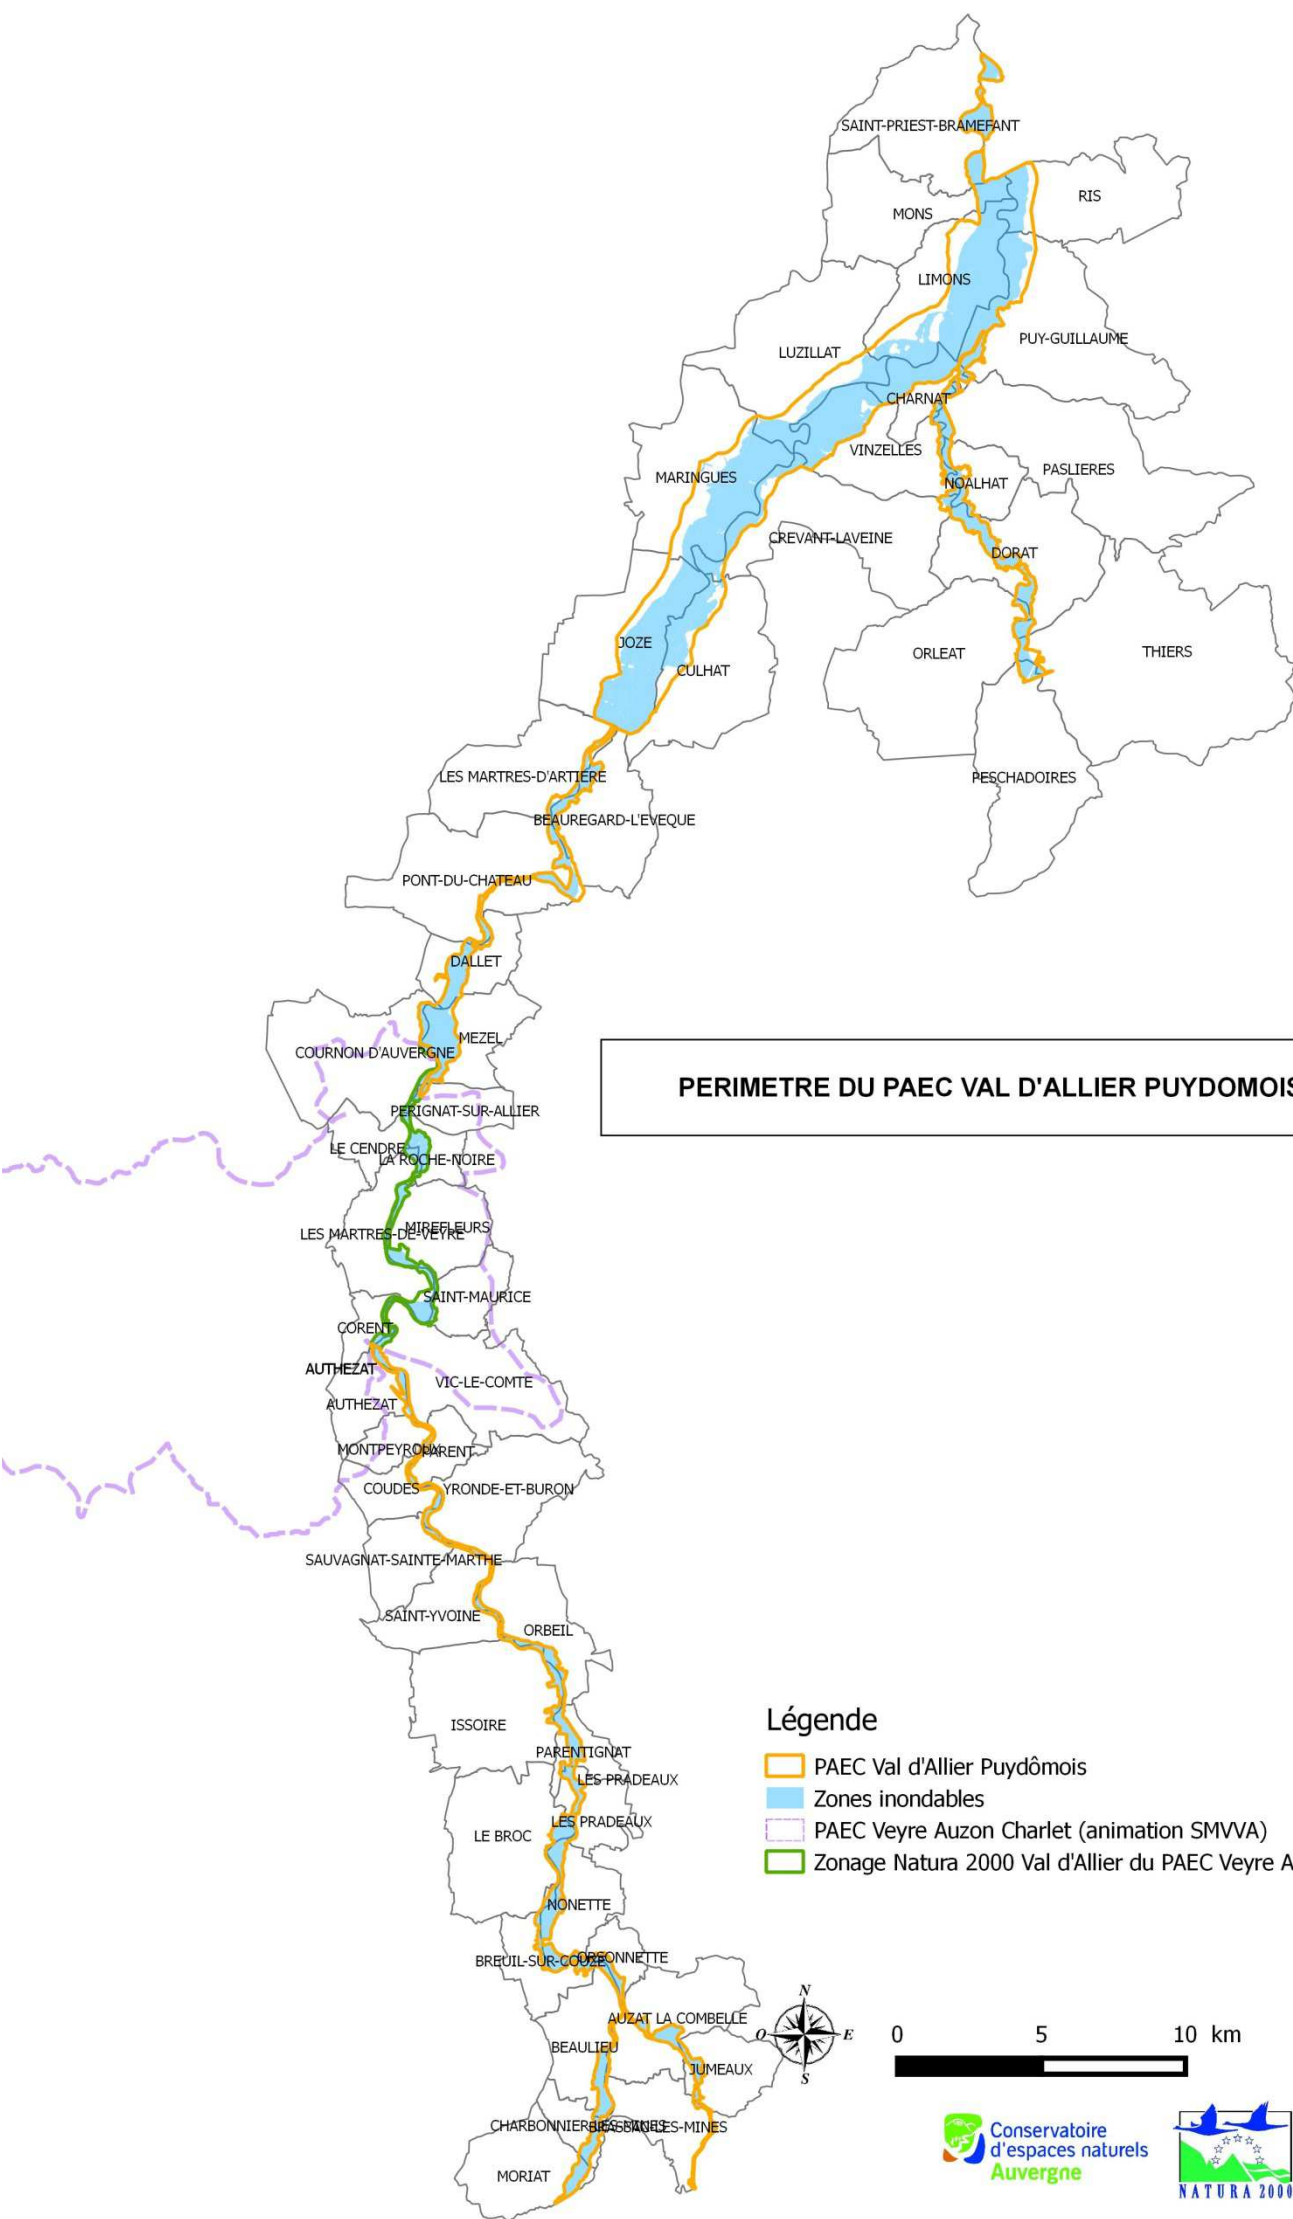 SAINT-PRIEST-BRAMEFANT
RIS
MONS
LIMONS
PUY-GUILLAUME
LUZILLAT
CHARNAT
VINZELLES
PASLIERES
MARINGUES
NOALHAT
CREVANT-LAVEINE
DORAT
JOZE
ORLEAT
THIERS
CULHAT
LES MARTRES-D'ARTIERE
PESCHADOIRES
BEAUREGARD-L'EVEQUE
PONT-DU-CHATEAU
DALLET
MEZEL
COURNON D'AUVERGNE
PERIMETRE DU PAEC VAL D'ALLIER PUYDOMOIS
PERIGNAT-SUR-ALLIER
LE CENDRE
LA ROCHE-NOIRE
MIREFLEURS
LES MARTRES-DE-VEYRE
SAINT-MAURICE
CORENT
AUTHEZAT
VIC-LE-COMTE
AUTHEZAT
MONTPEYROUX
PARENT
COUDES
YRONDE-ET-BURON
SAUVAGNAT-SAINTE-MARTHE
SAINT-YVOINE
ORBEIL
ISSOIRE
PARENTIGNAT
LES PRADEAUX
LES PRADEAUX
LE BROC
NONETTE
BREUIL-SUR-COUZE
ORSONNETTE
AUZAT LA COMBELLE
BEAULIEU
JUMEAUX
CHARBONNIER-LES-MINES
BRASSAC-LES-MINES
MORIAT
Légende
PAEC Val d'Allier Puydômois
Zones inondables
PAEC Veyre Auzon Charlet (animation SMVVA)
Zonage Natura 2000 Val d'Allier du PAEC Veyre A
N
O
E
S
0 5 10 km
Conservatoire
d'espaces naturels
Auvergne
NATURA 2000